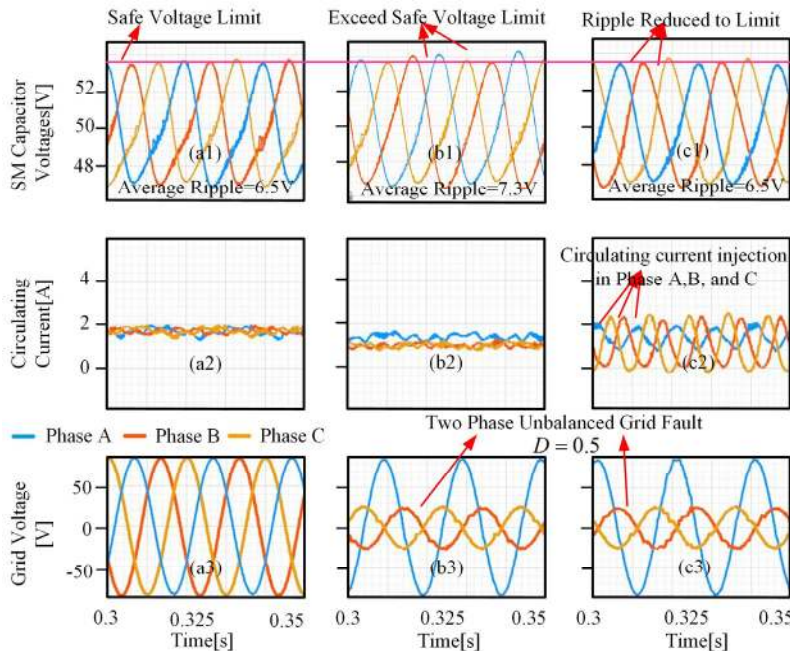 Safe Voltage Limit
Exceed Safe Voltage Limit
Ripple Reduced to Limit
SM Capacitor
Voltages[V]
52
50
48
(a1)
(b1)
(c1)
Average Ripple=6.5V
Average Ripple=7.3V
Average Ripple=6.5V
Circulating
Current[A]
4
2
0
Circulating current injection
in Phase A,B, and C
(a2)
(b2)
(c2)
Phase A
Phase B
Phase C
Two Phase Unbalanced Grid Fault
D = 0.5
Grid Voltage
[V]
50
0
-50
(a3)
(b3)
(c3)
0.3
0.325
0.35
0.3
0.325
0.35
0.3
0.325
0.35
Time[s]
Time[s]
Time[s]